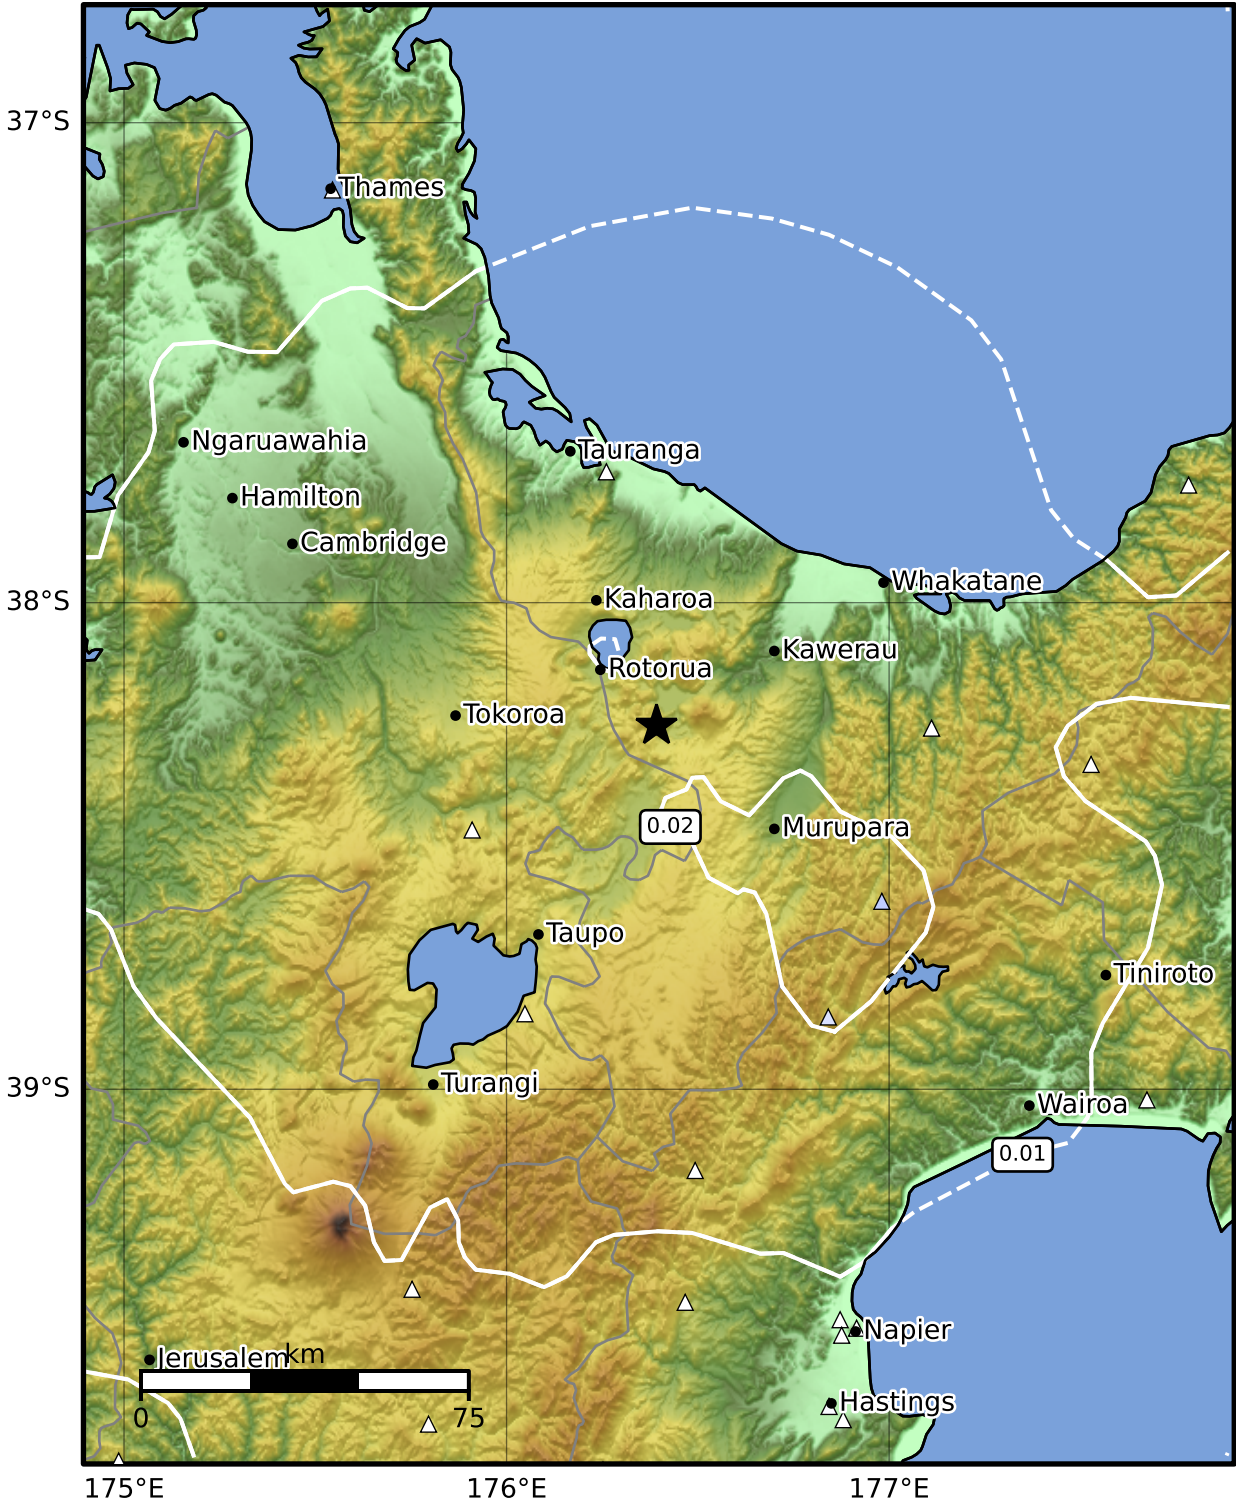 37°S
Thames
Ngaruawahia
Tauranga
Hamilton
Cambridge
Whakatane
38°S
Kaharoa
Kawerau
Rotorua
Tokoroa
0.02
Murupara
Taupo
Tiniroto
39°S
Turangi
Wairoa
0.01
Napier
Jerusalem
km
Hastings
0
75
175°E
176°E
177°E